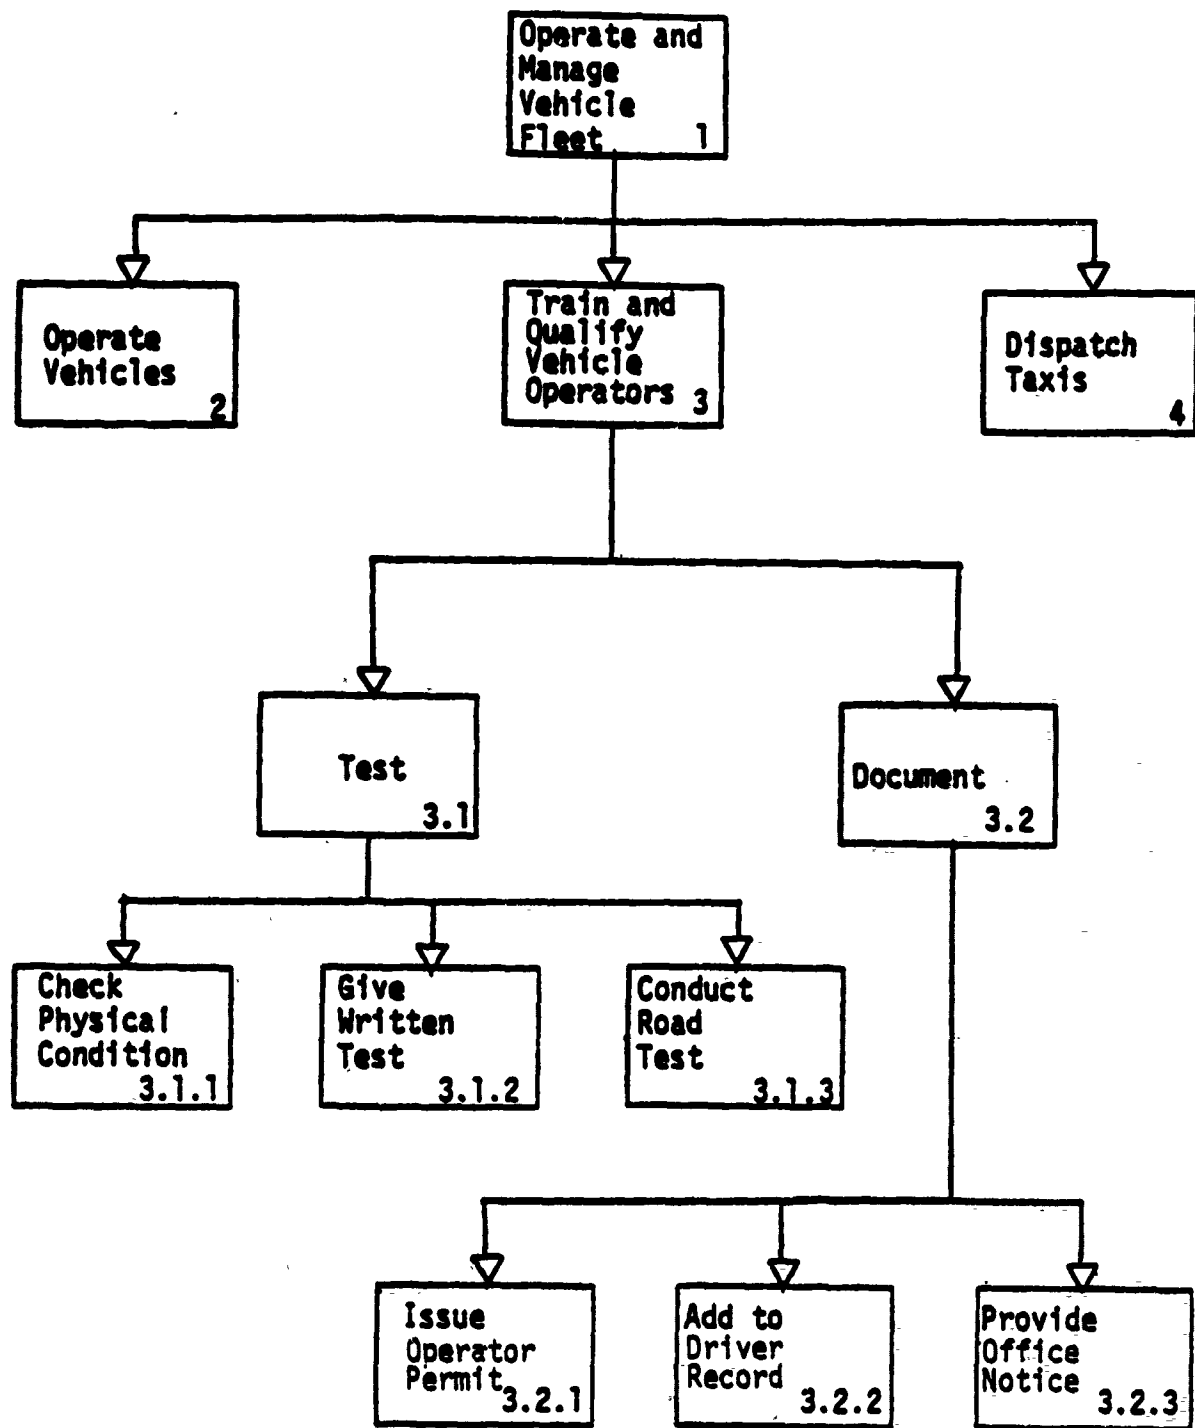 Operate and
Manage
Vehicle
Fleet 1
Operate
Vehicles
2
Train and
Qualify
Vehicle
Operators 3
Dispatch
Taxis
4
Test
3.1
Document
3.2
Check
Physical
Condition
3.1.1
Give
Written
Test
3.1.2
Conduct
Road
Test
3.1.3
Issue
Operator
Permit
3.2.1
Add to
Driver
Record
3.2.2
Provide
Office
Notice
3.2.3